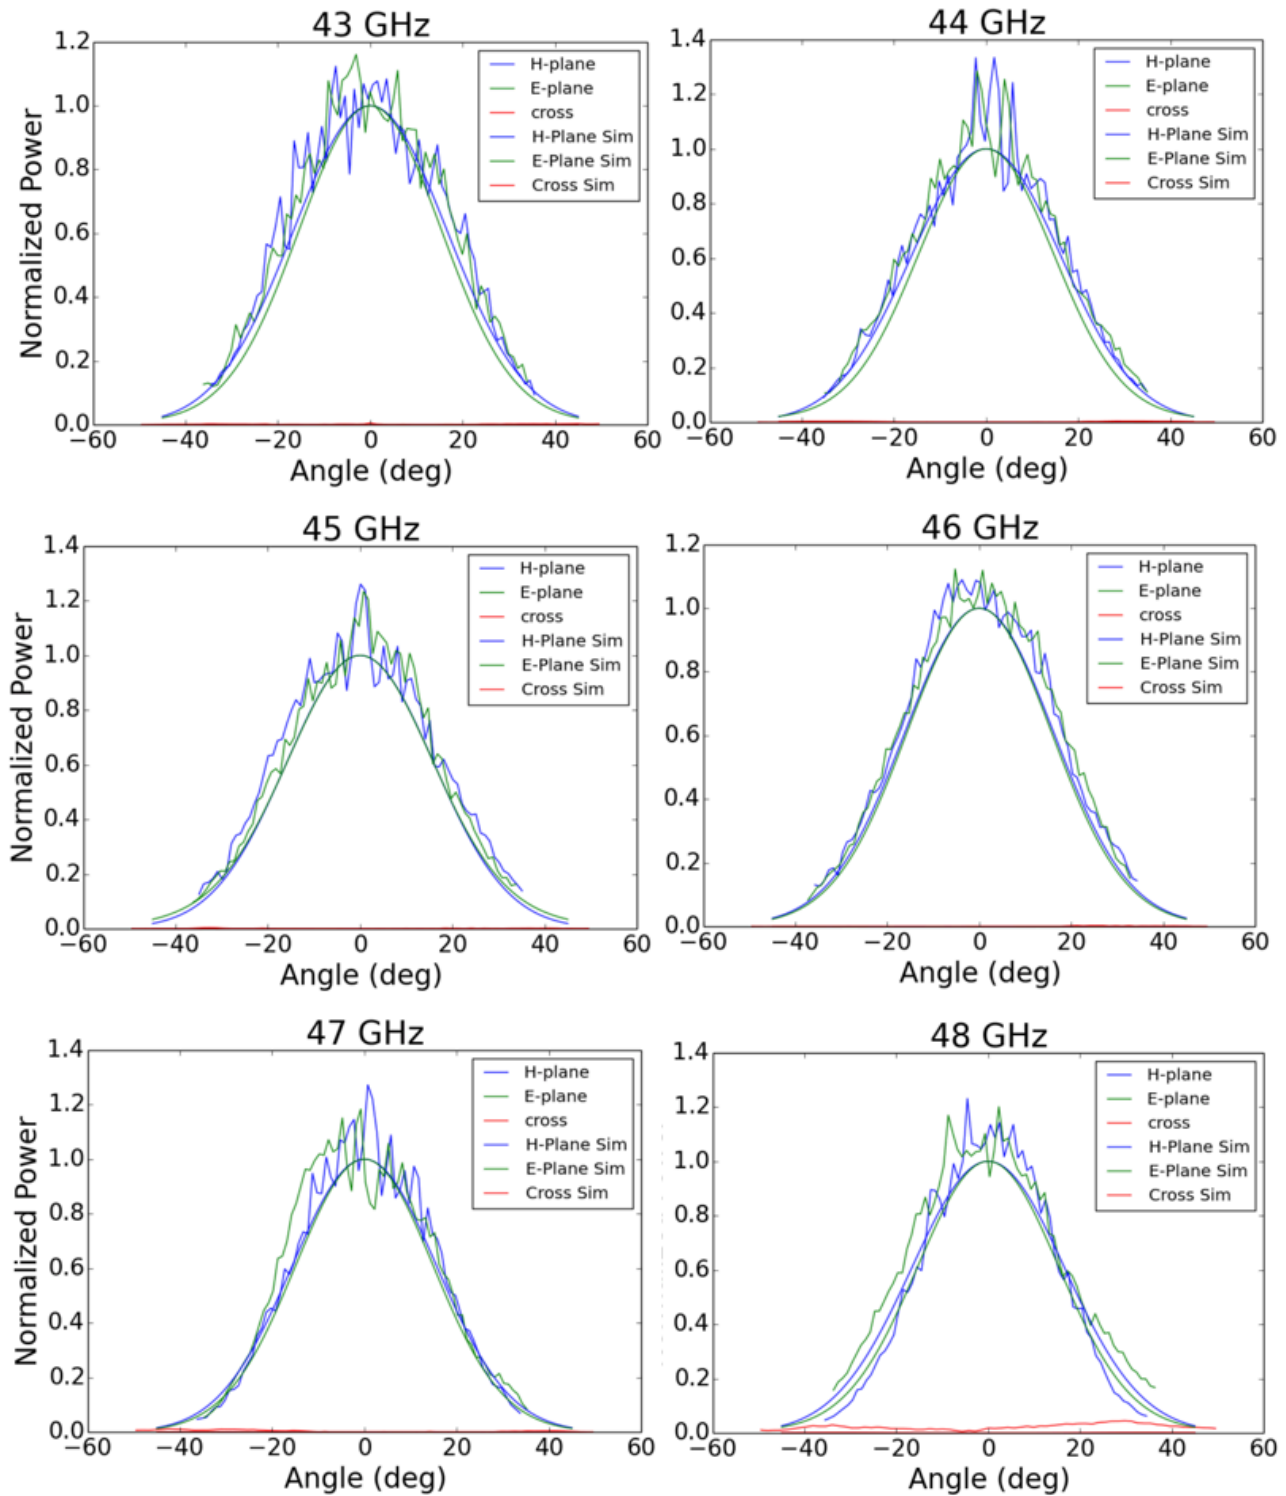 43 GHz
44 GHz
1.2
1.0
0.8
0.6
0.4
0.2
0.0
Normalized Power
H-plane
E-plane
cross
H-Plane Sim
E-Plane Sim
Cross Sim
−60 −40 −20 0 20 40 60
Angle (deg)
1.4
1.2
1.0
0.8
0.6
0.4
0.2
0.0
H-plane
E-plane
cross
H-Plane Sim
E-Plane Sim
Cross Sim
−60 −40 −20 0 20 40 60
Angle (deg)
45 GHz
46 GHz
1.4
1.2
1.0
0.8
0.6
0.4
0.2
0.0
Normalized Power
H-plane
E-plane
cross
H-Plane Sim
E-Plane Sim
Cross Sim
−60 −40 −20 0 20 40 60
Angle (deg)
1.2
1.0
0.8
0.6
0.4
0.2
0.0
H-plane
E-plane
cross
H-Plane Sim
E-Plane Sim
Cross Sim
−60 −40 −20 0 20 40 60
Angle (deg)
47 GHz
48 GHz
1.4
1.2
1.0
0.8
0.6
0.4
0.2
0.0
Normalized Power
H-plane
E-plane
cross
H-Plane Sim
E-Plane Sim
Cross Sim
−60 −40 −20 0 20 40 60
Angle (deg)
1.4
1.2
1.0
0.8
0.6
0.4
0.2
0.0
H-plane
E-plane
cross
H-Plane Sim
E-Plane Sim
Cross Sim
−60 −40 −20 0 20 40 60
Angle (deg)